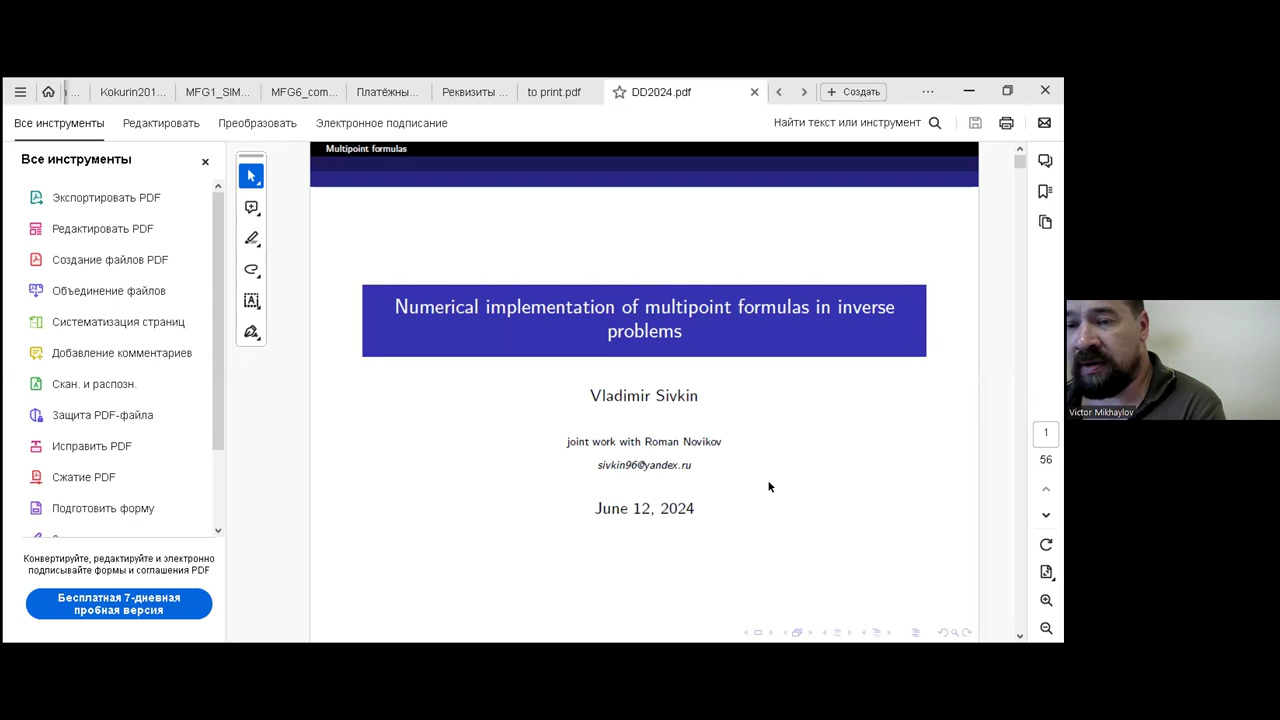 ... Kokurin201... MFG1_SIM... MFG6_com... Платёжны... Реквизиты ... to print.pdf DD2024.pdf Создать
Все инструменты Редактировать Преобразовать Электронное подписание Найти текст или инструмент
Все инструменты
Экспортировать PDF
Редактировать PDF
Создание файлов PDF
Объединение файлов
Систематизация страниц
Добавление комментариев
Скан. и распозн.
Защита PDF-файла
Исправить PDF
Сжатие PDF
Подготовить форму
Конвертируйте, редактируйте и электронно
подписывайте формы и соглашения PDF
Бесплатная 7-дневная
пробная версия
Multipoint formulas
Numerical implementation of multipoint formulas in inverse
problems
Vladimir Sivkin
joint work with Roman Novikov
sivkin96@yandex.ru
June 12, 2024
1
56
Victor Mikhaylov